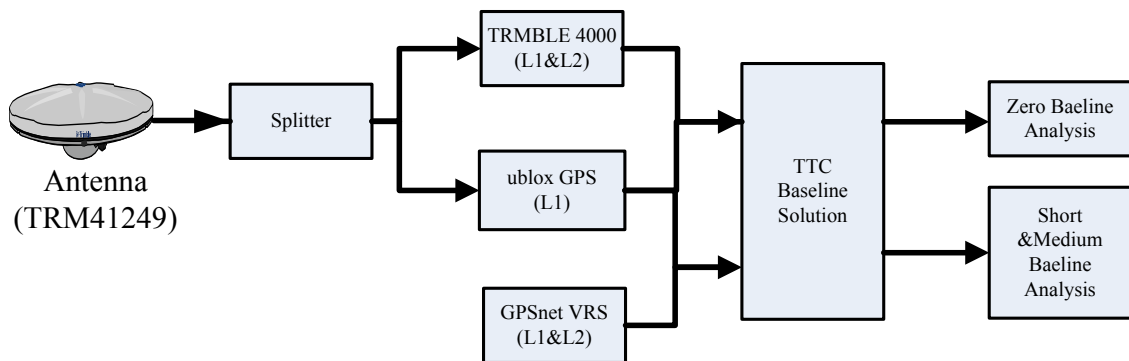 Antenna
(TRM41249)
Splitter
TRMBLE 4000
(L1&L2)
ublox GPS
(L1)
GPSnet VRS
(L1&L2)
TTC
Baseline
Solution
Zero Baeline
Analysis
Short
&Medium
Baeline
Analysis